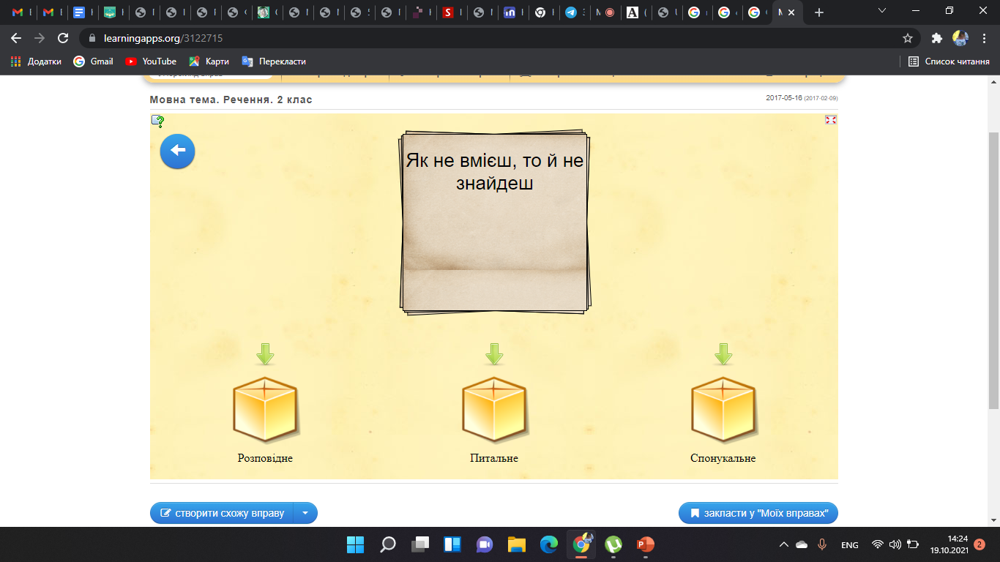 learningapps.org/3122715
Додатки
Gmail
YouTube
Карти
Перекласти
Список читання
Мовна тема. Речення. 2 клас
2017-05-16 (2017-02-09)
Як не вмієш, то й не
знайдеш
Розповідне
Питальне
Спонукальне
створити схожу вправу
закласти у "Моїх вправах"
ENG
14:24
19.10.2021
2